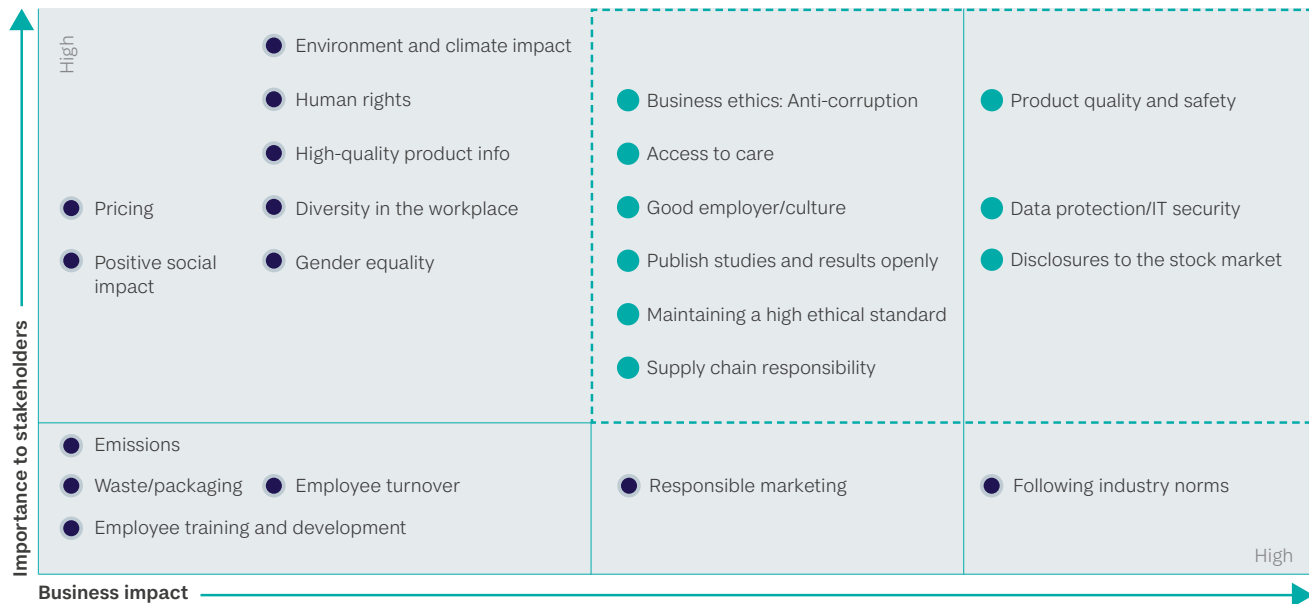 High
Environment and climate impact
Human rights
High-quality product info
Pricing
Diversity in the workplace
Positive social
impact
Gender equality
Business ethics: Anti-corruption
Access to care
Good employer/culture
Publish studies and results openly
Maintaining a high ethical standard
Supply chain responsibility
Product quality and safety
Data protection/IT security
Disclosures to the stock market
Emissions
Waste/packaging
Employee turnover
Employee training and development
Responsible marketing
Following industry norms
High
Importance to stakeholders
Business impact